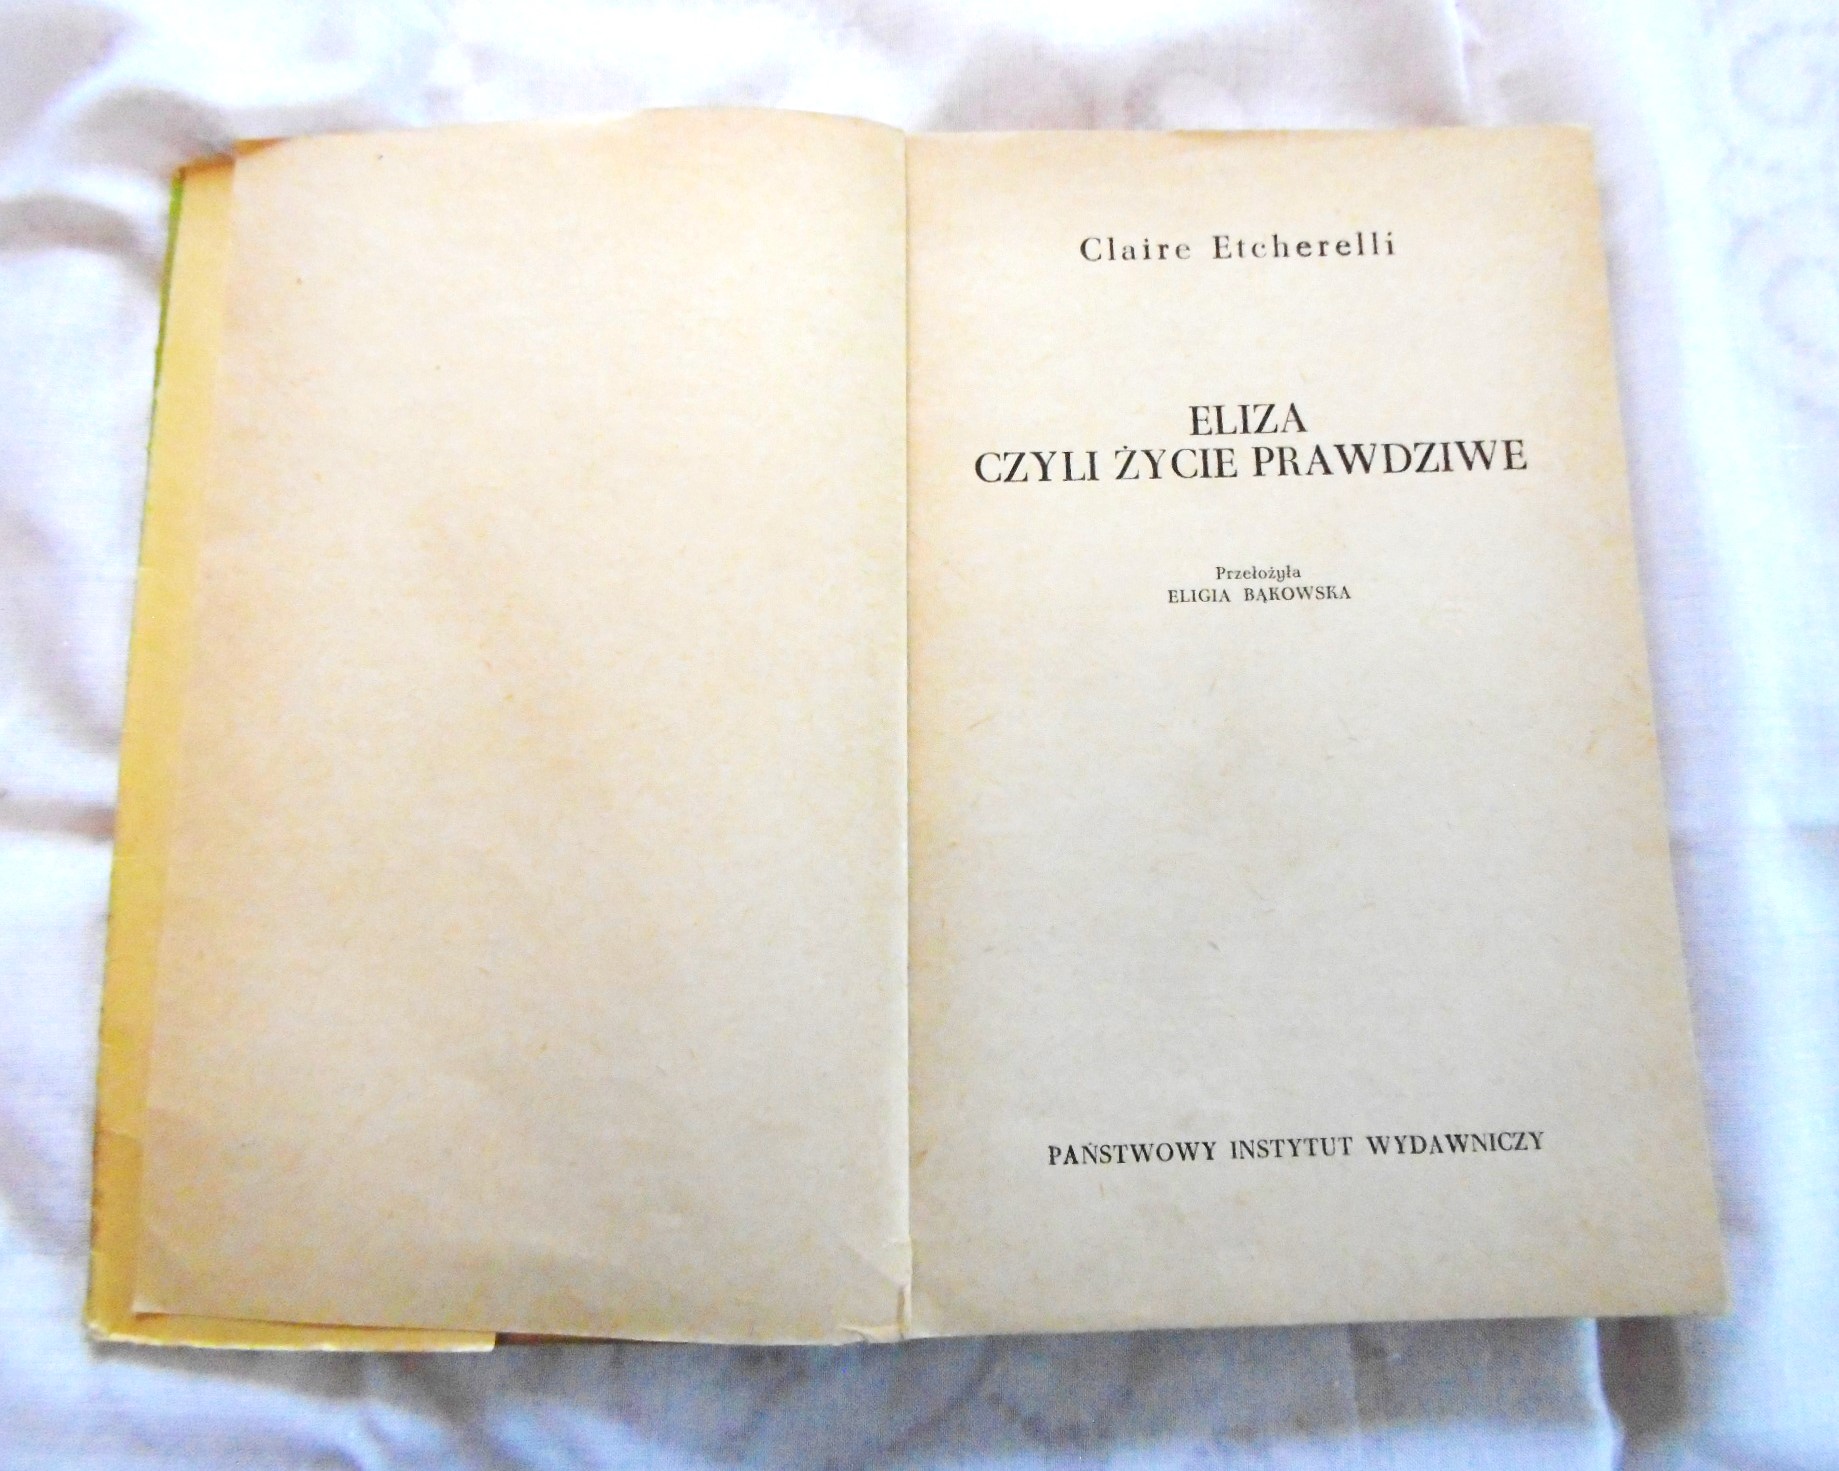 Claire Etcherelli
ELIZA
CZYLI ŻYCIE PRAWDZIWE
Przełożyła
ELIGIA BĄKOWSKA
PAŃSTWOWY INSTYTUT WYDAWNICZY